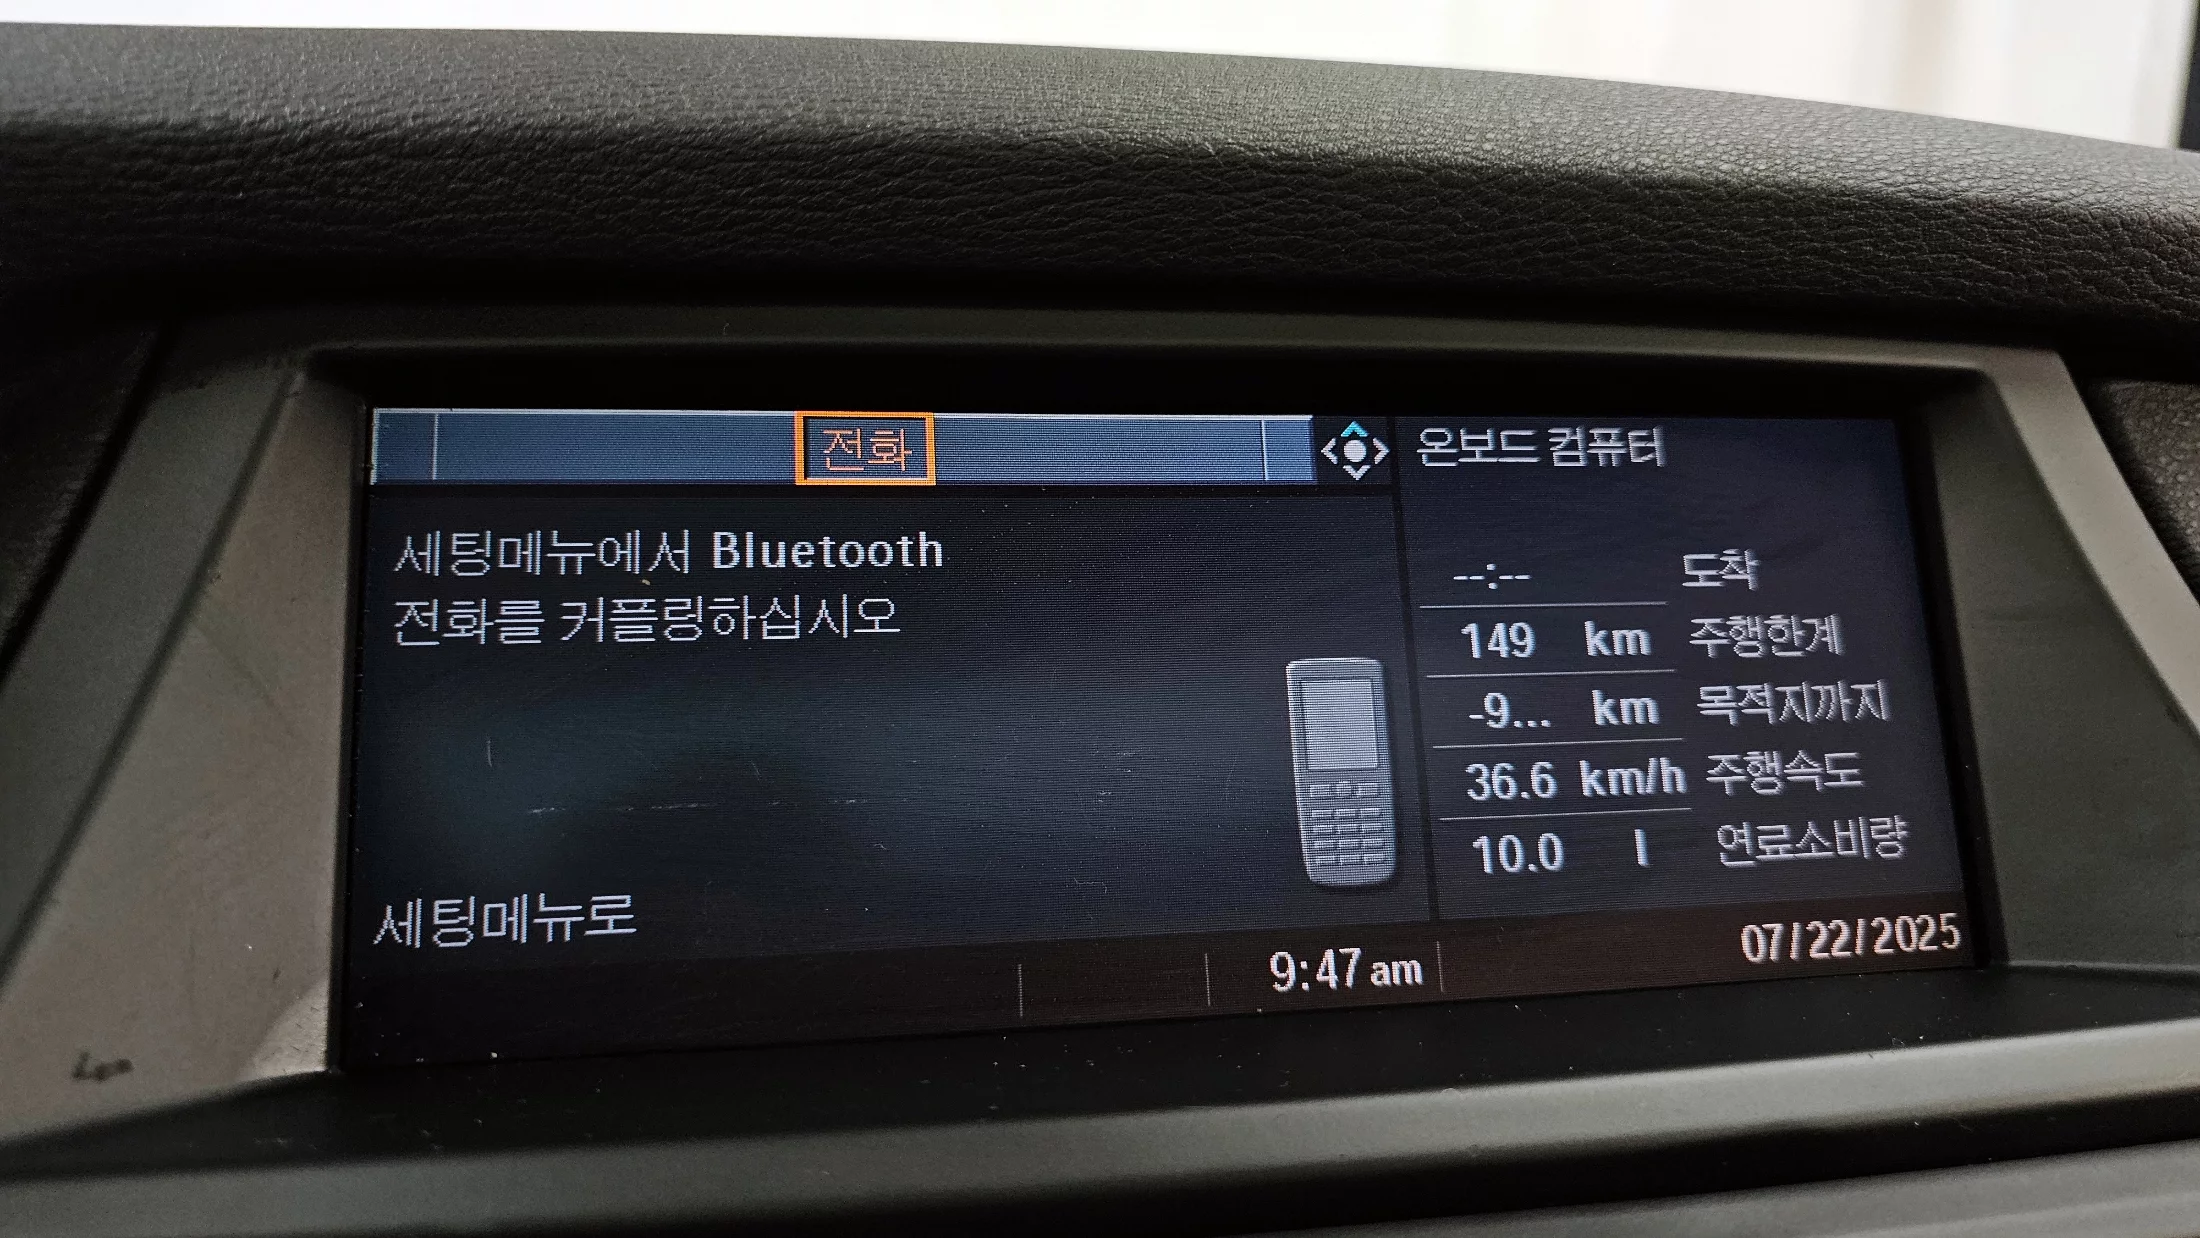 전화
세팅메뉴에서 Bluetooth
전화를 커플링하십시오
세팅메뉴로
온보드 컴퓨터
--:-- 도착
149 km 주행한계
-9... km 목적지까지
36.6 km/h 주행속도
10.0 l 연료소비량
9:47 am
07/22/2025